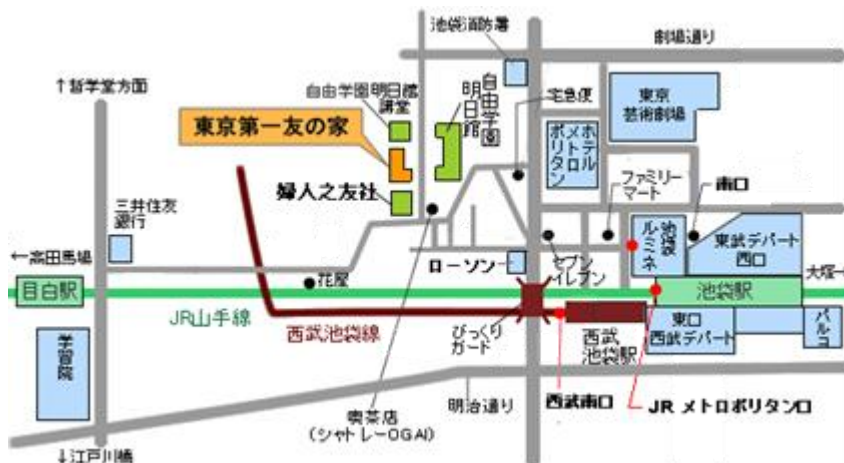 池袋消防署
劇場通り
↑哲学堂方面
自由学園明日館
講堂
自由学園
明日館
宅急便
東京
芸術劇場
東京第一友の家
ホテル
メトロ
ポリタン
婦人之友社
ファミリー
マート
南口
三井住友
銀行
池袋
ルミネ
東武デパート
西口
←高田馬場
ローソン
セブン
イレブン
大塚→
目白駅
花屋
池袋駅
JR山手線
西武池袋線
びっくり
ガード
西武
池袋駅
東口
西武デパート
パルコ
学習院
喫茶店
(シャトレーOGAI)
明治通り
西武南口
JR メトロポリタン口
↓江戸川橋